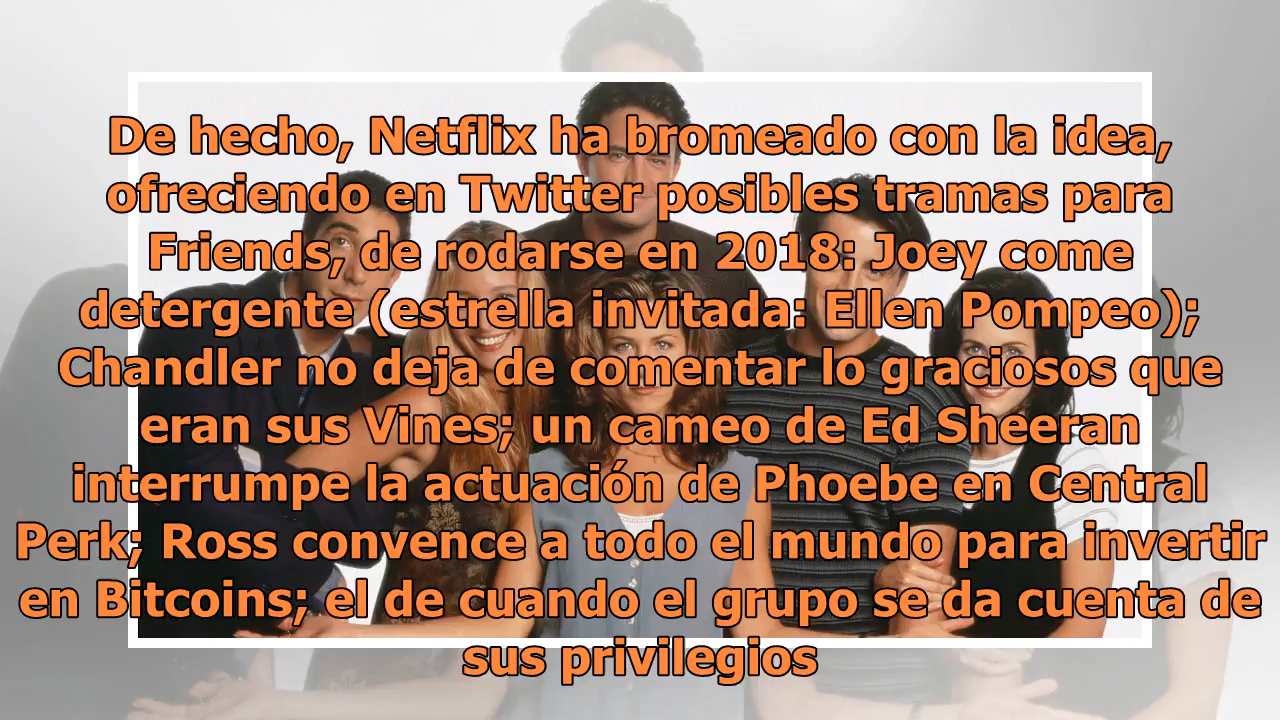 De hecho, Netflix ha bromeado con la idea,
ofreciendo en Twitter posibles tramas para
Friends, de rodarse en 2018: Joey come
detergente (estrella invitada: Ellen Pompeo);
Chandler no deja de comentar lo graciosos que
eran sus Vines; un cameo de Ed Sheeran
interrumpe la actuación de Phoebe en Central
Perk; Ross convence a todo el mundo para invertir
en Bitcoins; el de cuando el grupo se da cuenta de
sus privilegios